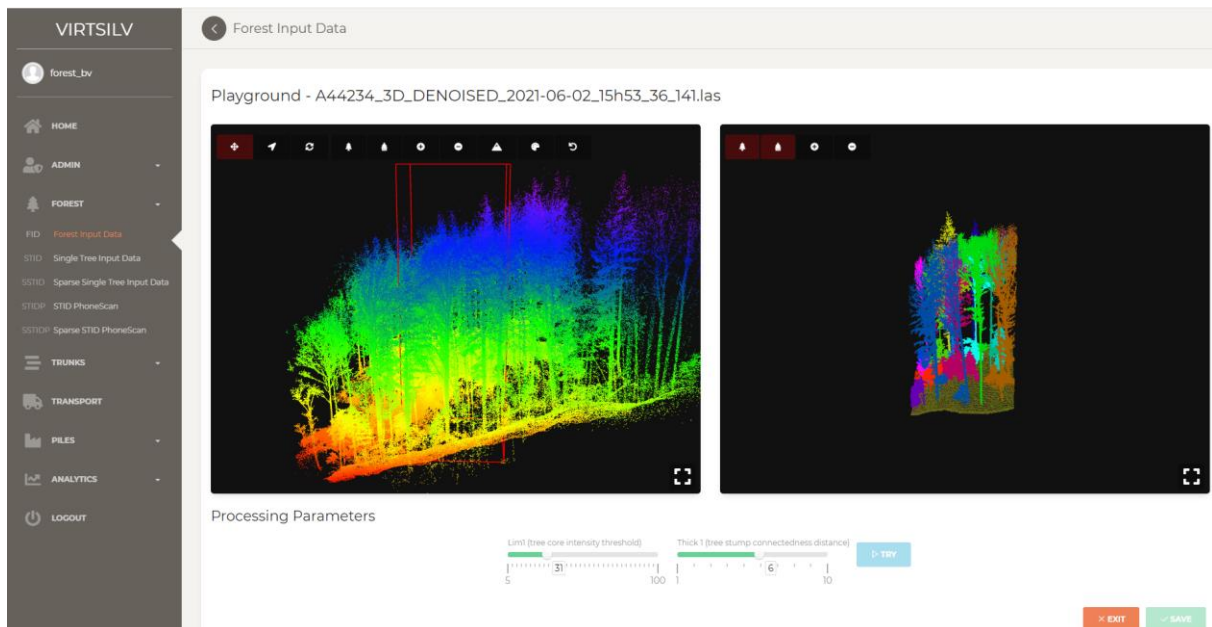 VIRTSILV
forest_bv
HOME
ADMIN
FOREST
FID Forest Input Data
STID Single Tree Input Data
SSTID Sparse Single Tree Input Data
STIDP STID PhoneScan
SSTIDP Sparse STID PhoneScan
TRUNKS
TRANSPORT
PILES
ANALYTICS
LOGOUT
Forest Input Data
Playground - A44234_3D_DENOISED_2021-06-02_15h53_36_141.las
Processing Parameters
Lim1 (tree core intensity threshold)
31
5 100
Thick 1 (tree stump connectedness distance)
6
1 10
TRY
EXIT
SAVE